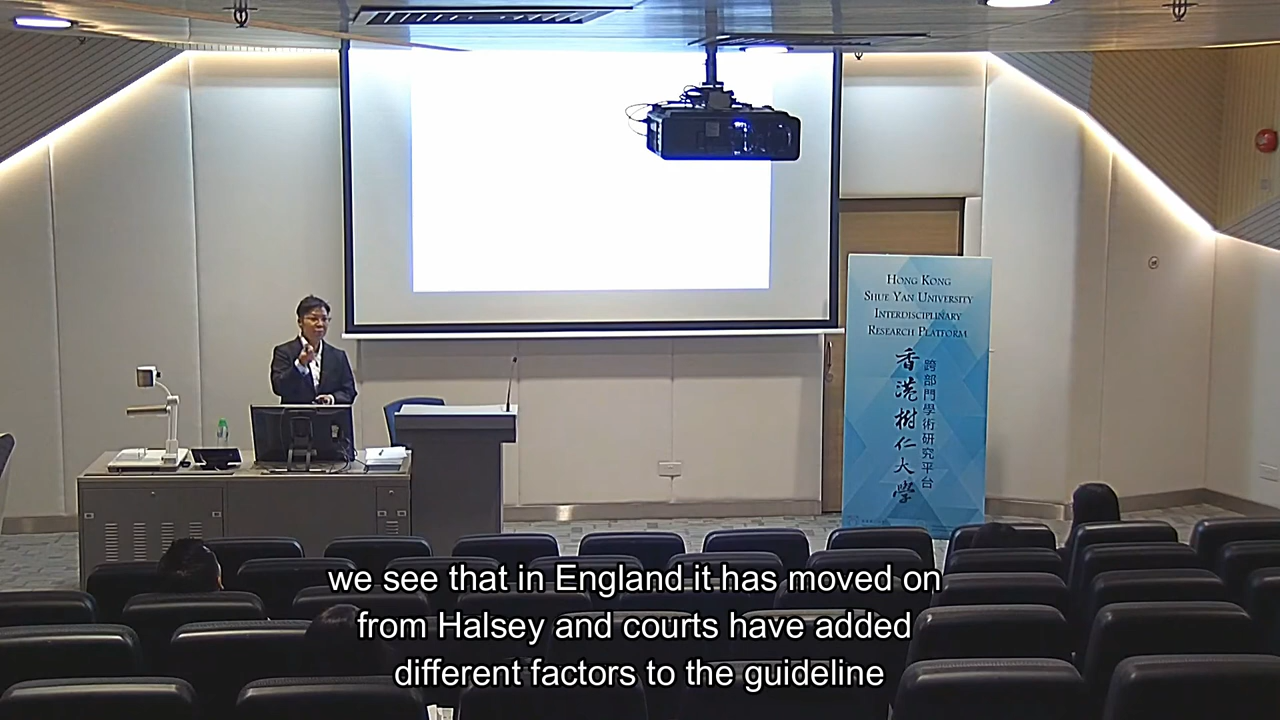 HONG KONG
SHUE YAN UNIVERSITY
INTERDISCIPLINARY
RESEARCH PLATFORM
香港樹仁大學
跨部門學術研究平台
we see that in England it has moved on
from Halsey and courts have added
different factors to the guideline